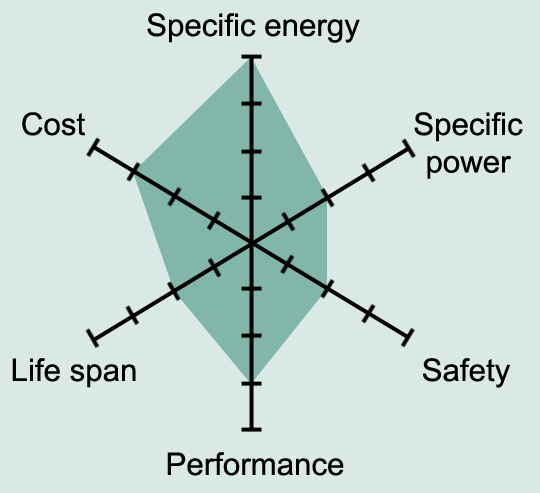 Specific energy
Cost
Specific
power
Life span
Safety
Performance